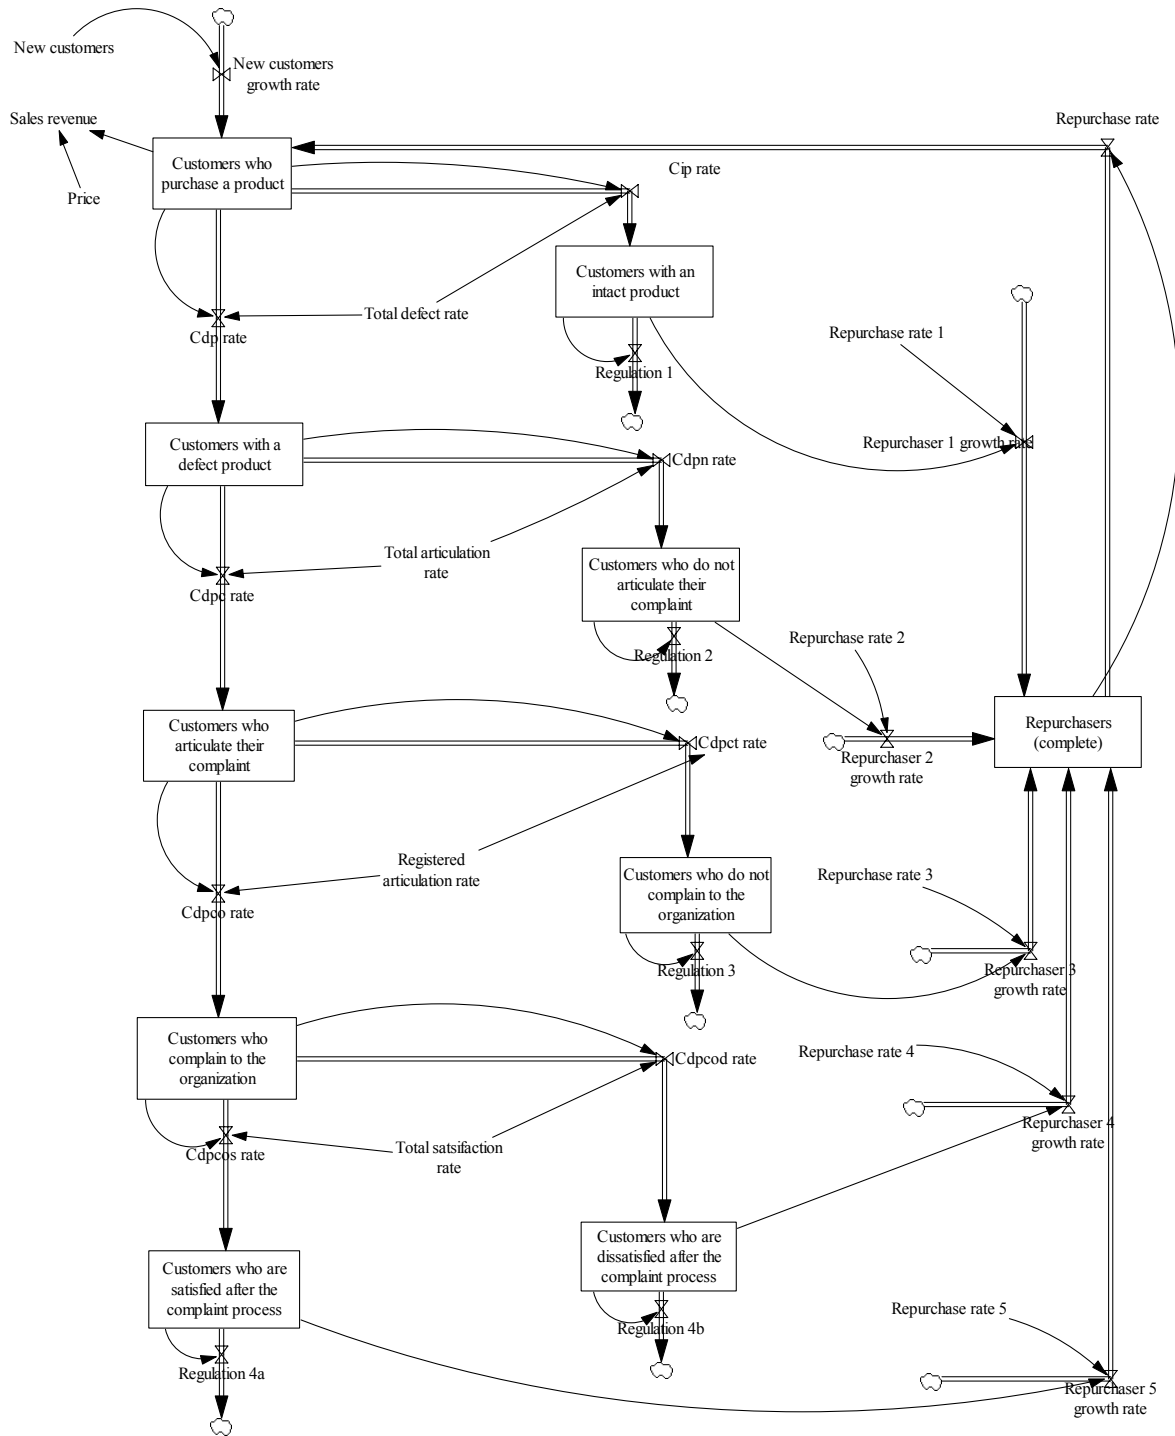 New customers
New customers
growth rate
Sales revenue
Price
Customers who
purchase a product
Repurchase rate
Cip rate
Customers with an
intact product
Total defect rate
Cdp rate
Repurchase rate 1
Regulation 1
Repurchaser 1 growth rate
Customers with a
defect product
Cdpn rate
Total articulation
rate
Customers who do not
articulate their
complaint
Cdpc rate
Repurchase rate 2
Regulation 2
Customers who
articulate their
complaint
Cdpct rate
Repurchasers
(complete)
Repurchaser 2
growth rate
Registered
articulation rate
Customers who do not
complain to the
organization
Repurchase rate 3
Cdpco rate
Regulation 3
Repurchaser 3
growth rate
Customers who
complain to the
organization
Cdpcod rate
Repurchase rate 4
Repurchaser 4
growth rate
Cdpcos rate
Total satsifaction
rate
Customers who are
dissatisfied after the
complaint process
Customers who are
satisfied after the
complaint process
Repurchase rate 5
Regulation 4b
Regulation 4a
Repurchaser 5
growth rate